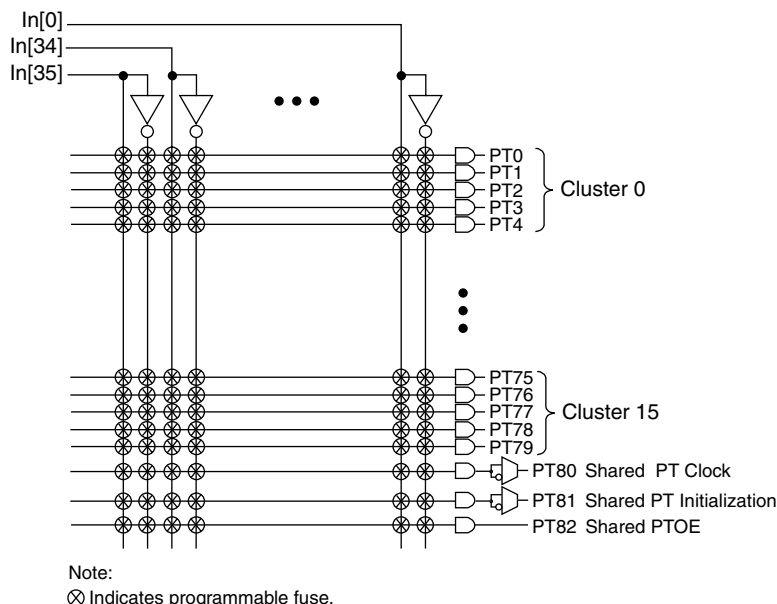 In[0]
In[34]
In[35]
PT0
PT1
PT2
PT3
PT4
Cluster 0
PT75
PT76
PT77
PT78
PT79
Cluster 15
PT80 Shared PT Clock
PT81 Shared PT Initialization
PT82 Shared PTOE
Note:
Indicates programmable fuse.